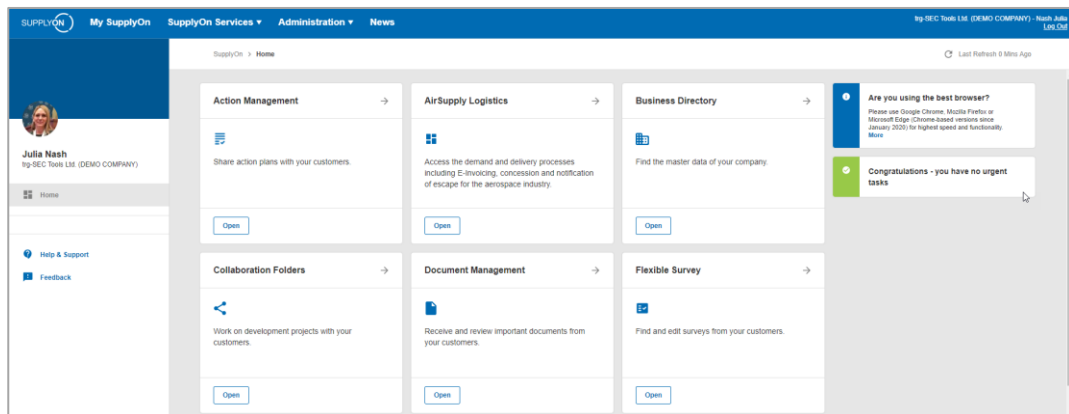 SUPPLYON
My SupplyOn
SupplyOn Services
Administration
News
trg-SEC Tools Ltd. (DEMO COMPANY) - Nash Julia
Log Out
SupplyOn > Home
Last Refresh 0 Mins Ago
Julia Nash
trg-SEC Tools Ltd. (DEMO COMPANY)
Home
Help & Support
Feedback
Action Management
Share action plans with your customers.
Open
AirSupply Logistics
Access the demand and delivery processes
including E-Invoicing, concession and notification
of escape for the aerospace industry.
Open
Business Directory
Find the master data of your company.
Open
Are you using the best browser?
Please use Google Chrome, Mozilla Firefox or
Microsoft Edge (Chrome-based versions since
January 2020) for highest speed and functionality.
More
Congratulations - you have no urgent
tasks
Collaboration Folders
Work on development projects with your
customers.
Open
Document Management
Receive and review important documents from
your customers.
Open
Flexible Survey
Find and edit surveys from your customers.
Open